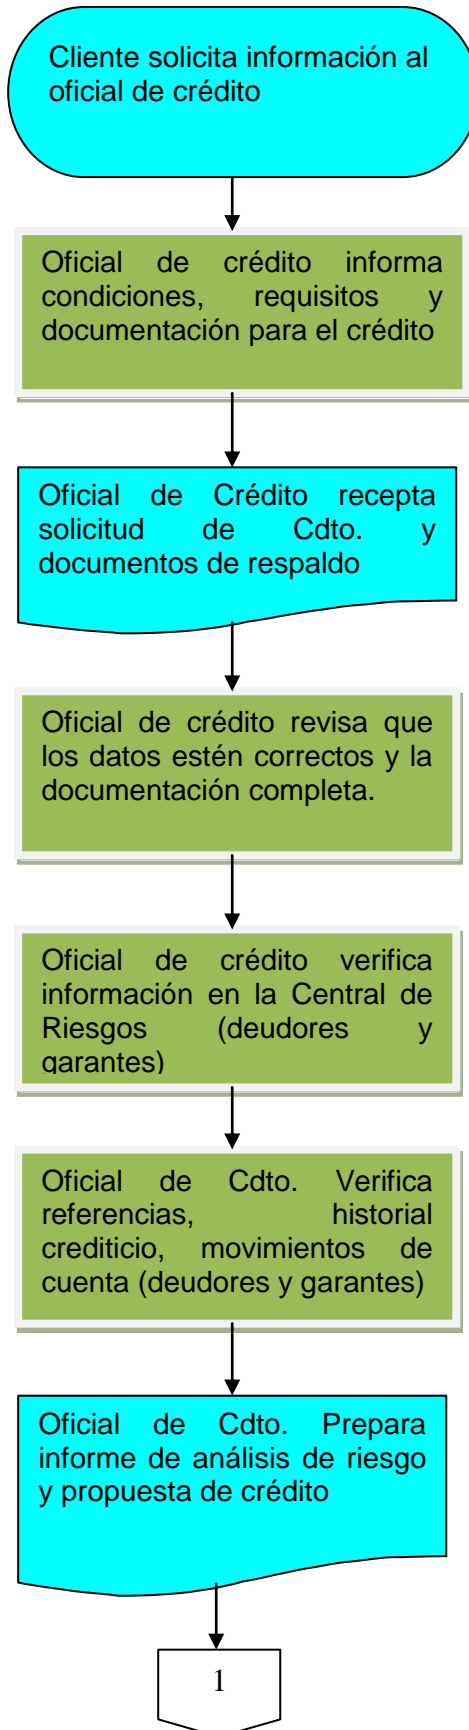 Cliente solicita información al
oficial de crédito
Oficial de crédito informa
condiciones, requisitos y
documentación para el crédito
Oficial de Crédito recepta
solicitud de Cdto. y
documentos de respaldo
Oficial de crédito revisa que
los datos estén correctos y la
documentación completa.
Oficial de crédito verifica
información en la Central de
Riesgos (deudores y
garantes)
Oficial de Cdto. Verifica
referencias, historial
crediticio, movimientos de
cuenta (deudores y garantes)
Oficial de Cdto. Prepara
informe de análisis de riesgo
y propuesta de crédito
1